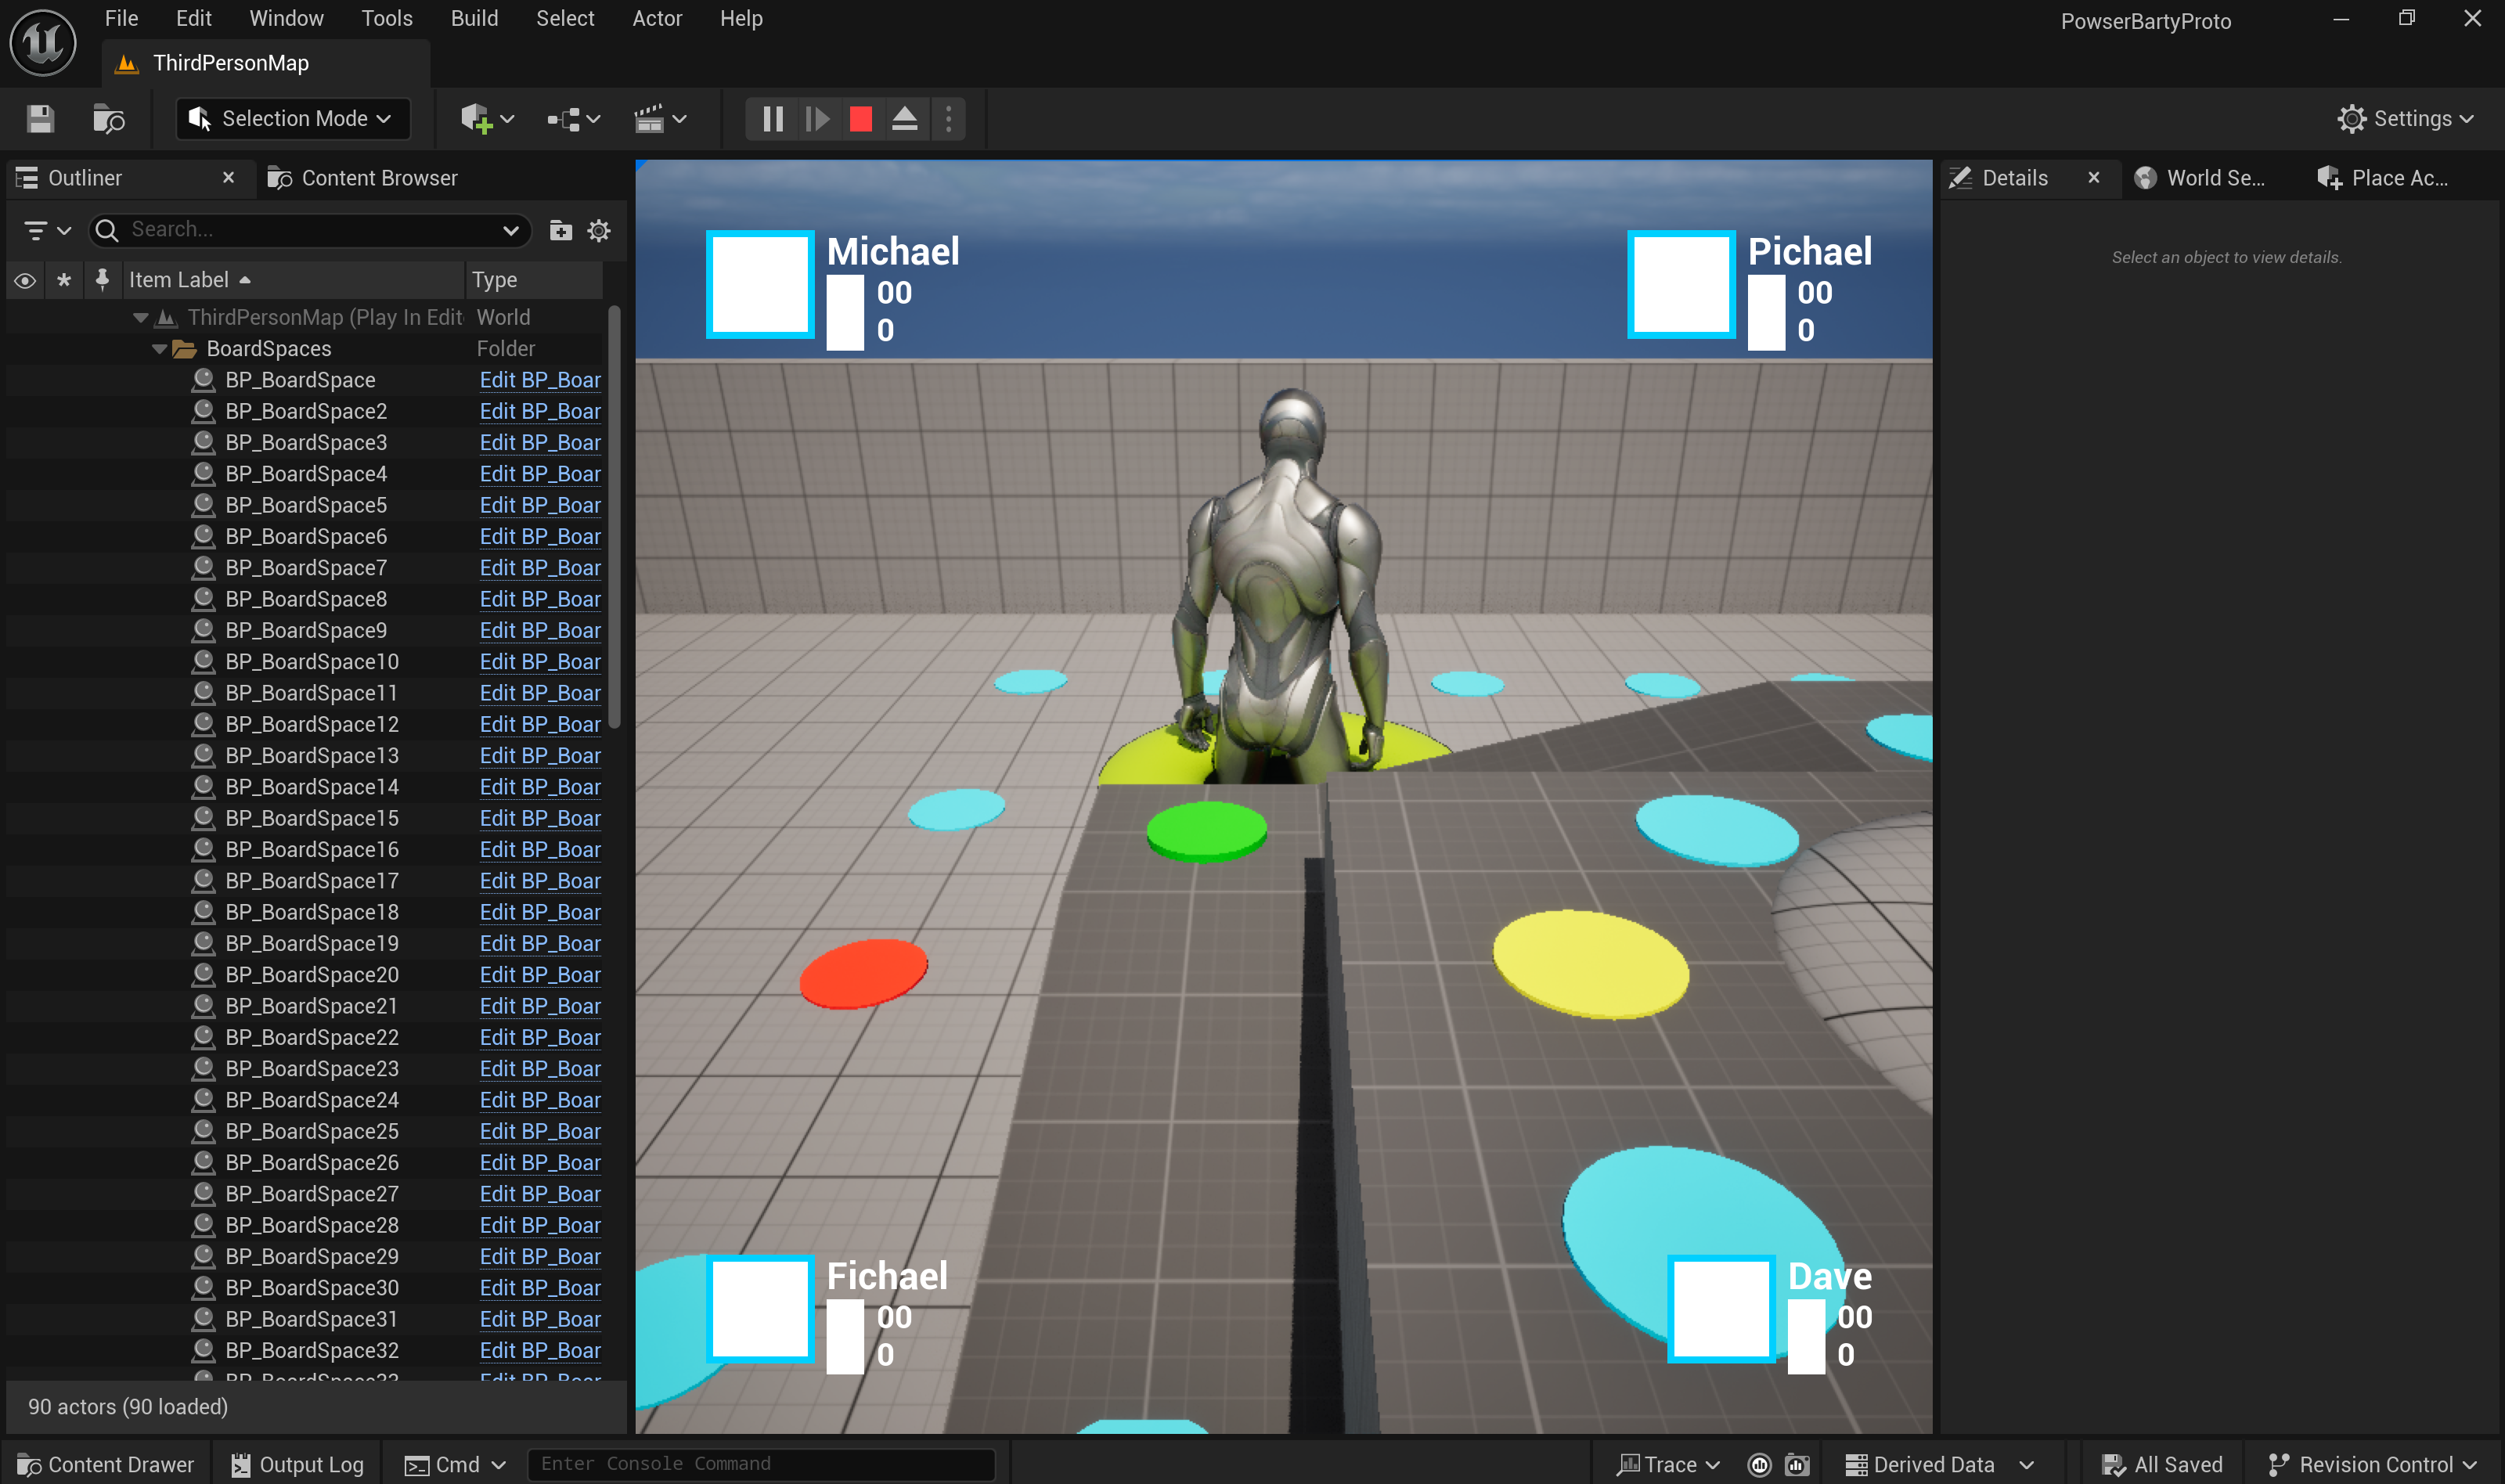 File Edit Window Tools Build Select Actor Help
PowserBartyProto
ThirdPersonMap
Selection Mode
Settings
Outliner
Content Browser
Search...
Item Label
Type
ThirdPersonMap (Play In Edit World
BoardSpaces Folder
BP_BoardSpace Edit BP_Boar
BP_BoardSpace2 Edit BP_Boar
BP_BoardSpace3 Edit BP_Boar
BP_BoardSpace4 Edit BP_Boar
BP_BoardSpace5 Edit BP_Boar
BP_BoardSpace6 Edit BP_Boar
BP_BoardSpace7 Edit BP_Boar
BP_BoardSpace8 Edit BP_Boar
BP_BoardSpace9 Edit BP_Boar
BP_BoardSpace10 Edit BP_Boar
BP_BoardSpace11 Edit BP_Boar
BP_BoardSpace12 Edit BP_Boar
BP_BoardSpace13 Edit BP_Boar
BP_BoardSpace14 Edit BP_Boar
BP_BoardSpace15 Edit BP_Boar
BP_BoardSpace16 Edit BP_Boar
BP_BoardSpace17 Edit BP_Boar
BP_BoardSpace18 Edit BP_Boar
BP_BoardSpace19 Edit BP_Boar
BP_BoardSpace20 Edit BP_Boar
BP_BoardSpace21 Edit BP_Boar
BP_BoardSpace22 Edit BP_Boar
BP_BoardSpace23 Edit BP_Boar
BP_BoardSpace24 Edit BP_Boar
BP_BoardSpace25 Edit BP_Boar
BP_BoardSpace26 Edit BP_Boar
BP_BoardSpace27 Edit BP_Boar
BP_BoardSpace28 Edit BP_Boar
BP_BoardSpace29 Edit BP_Boar
BP_BoardSpace30 Edit BP_Boar
BP_BoardSpace31 Edit BP_Boar
BP_BoardSpace32 Edit BP_Boar
90 actors (90 loaded)
Michael
00
0
Pichael
00
0
Fichael
00
0
Dave
00
0
Details
World Se...
Place Ac...
Select an object to view details.
Content Drawer
Output Log
Cmd
Enter Console Command
Trace
Derived Data
All Saved
Revision Control